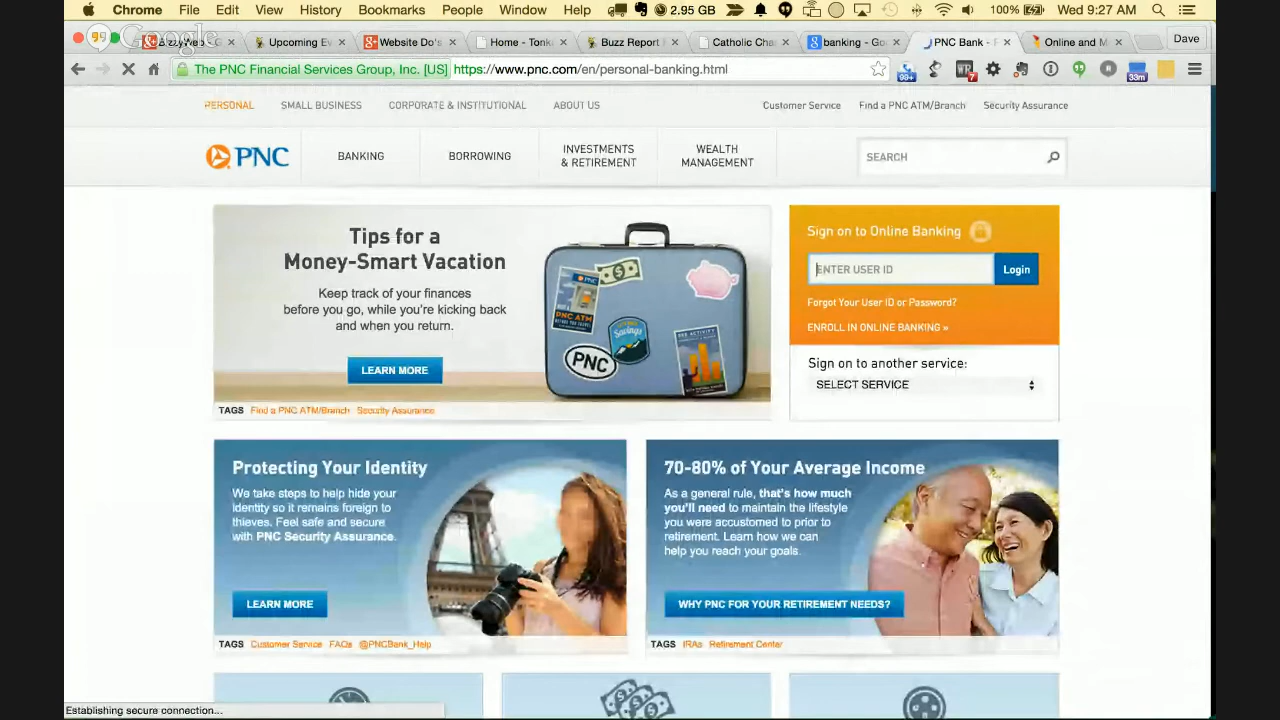 Chrome File Edit View History Bookmarks People Window Help 2.95 GB 100% Wed 9:27 AM
Google
Upcoming Ev Website Do's Home - Tonk Buzz Report Catholic Cha banking - Go PNC Bank - F Online and M Dave
The PNC Financial Services Group, Inc. [US] https://www.pnc.com/en/personal-banking.html
99+ 7 33m
PERSONAL SMALL BUSINESS CORPORATE & INSTITUTIONAL ABOUT US Customer Service Find a PNC ATM/Branch Security Assurance
PNC BANKING BORROWING INVESTMENTS & RETIREMENT WEALTH MANAGEMENT SEARCH
Tips for a
Money-Smart Vacation
Keep track of your finances
before you go, while you're kicking back
and when you return.
LEARN MORE
PNC ATM
Savings
PNC
TAGS Find a PNC ATM/Branch Security Assurance
Sign on to Online Banking
ENTER USER ID Login
Forgot Your User ID or Password?
ENROLL IN ONLINE BANKING »
Sign on to another service:
SELECT SERVICE
Protecting Your Identity
We take steps to help hide your
identity so it remains foreign to
thieves. Feel safe and secure
with PNC Security Assurance.
LEARN MORE
TAGS Customer Service FAQs @PNCBank_Help
70-80% of Your Average Income
As a general rule, that's how much
you'll need to maintain the lifestyle
you were accustomed to prior to
retirement. Learn how we can
help you reach your goals.
WHY PNC FOR YOUR RETIREMENT NEEDS?
TAGS IRAs Retirement Center
Establishing secure connection...